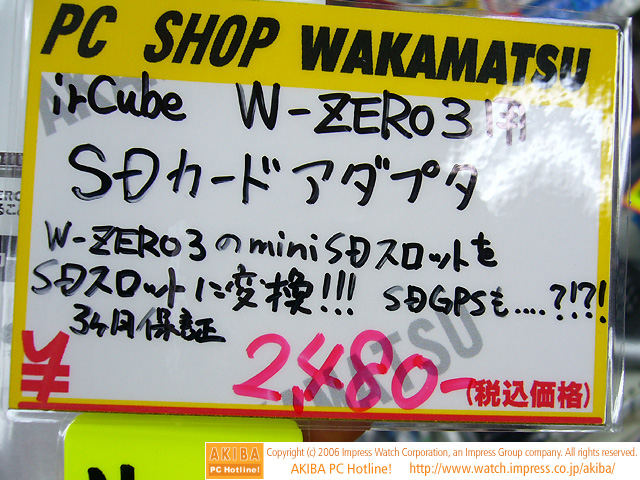 PC SHOP WAKAMATSU
irCube W-ZERO3用
SDカードアダプタ
W-ZERO3のminiSDスロットを
SDスロットに変換!!! SDGPSも....?!?!
3ヶ月保証
¥ 2,480-
(税込価格)
AKIBA
PC Hotline!
Copyright (c) 2006 Impress Watch Corporation, an Impress Group company. All rights reserved.
AKIBA PC Hotline! http://www.watch.impress.co.jp/akiba/